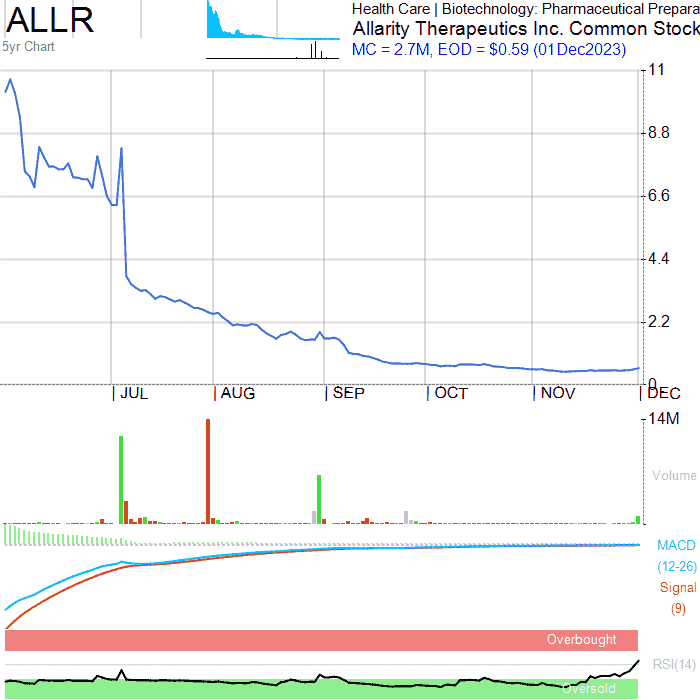 ALLR
Health Care | Biotechnology: Pharmaceutical Prepara
Allarity Therapeutics Inc. Common Stock
5yr Chart
MC = 2.7M, EOD = $0.59 (01Dec2023)
11
8.8
6.6
4.4
2.2
0
JUL AUG SEP OCT NOV DEC
14M
Volume
MACD
(12-26)
Signal
(9)
Overbought
RSI(14)
Oversold